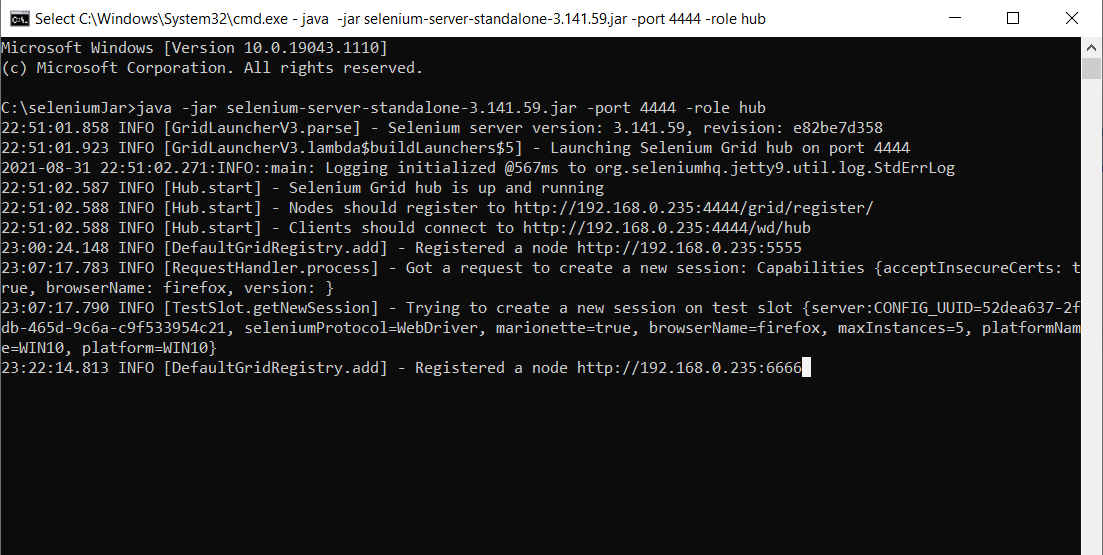 Select C:\Windows\System32\cmd.exe - java  -jar selenium-server-standalone-3.141.59.jar -port 4444 -role hub
Microsoft Windows [Version 10.0.19043.1110]
(c) Microsoft Corporation. All rights reserved.
C:\seleniumJar>java -jar selenium-server-standalone-3.141.59.jar -port 4444 -role hub
22:51:01.858 INFO [GridLauncherV3.parse] - Selenium server version: 3.141.59, revision: e82be7d358
22:51:01.923 INFO [GridLauncherV3.lambda$buildLaunchers$5] - Launching Selenium Grid hub on port 4444
2021-08-31 22:51:02.271:INFO::main: Logging initialized @567ms to org.seleniumhq.jetty9.util.log.StdErrLog
22:51:02.587 INFO [Hub.start] - Selenium Grid hub is up and running
22:51:02.588 INFO [Hub.start] - Nodes should register to http://192.168.0.235:4444/grid/register/
22:51:02.588 INFO [Hub.start] - Clients should connect to http://192.168.0.235:4444/wd/hub
23:00:24.148 INFO [DefaultGridRegistry.add] - Registered a node http://192.168.0.235:5555
23:07:17.783 INFO [RequestHandler.process] - Got a request to create a new session: Capabilities {acceptInsecureCerts: t
rue, browserName: firefox, version: }
23:07:17.790 INFO [TestSlot.getNewSession] - Trying to create a new session on test slot {server:CONFIG_UUID=52dea637-2f
db-465d-9c6a-c9f533954c21, seleniumProtocol=WebDriver, marionette=true, browserName=firefox, maxInstances=5, platformNam
e=WIN10, platform=WIN10}
23:22:14.813 INFO [DefaultGridRegistry.add] - Registered a node http://192.168.0.235:6666